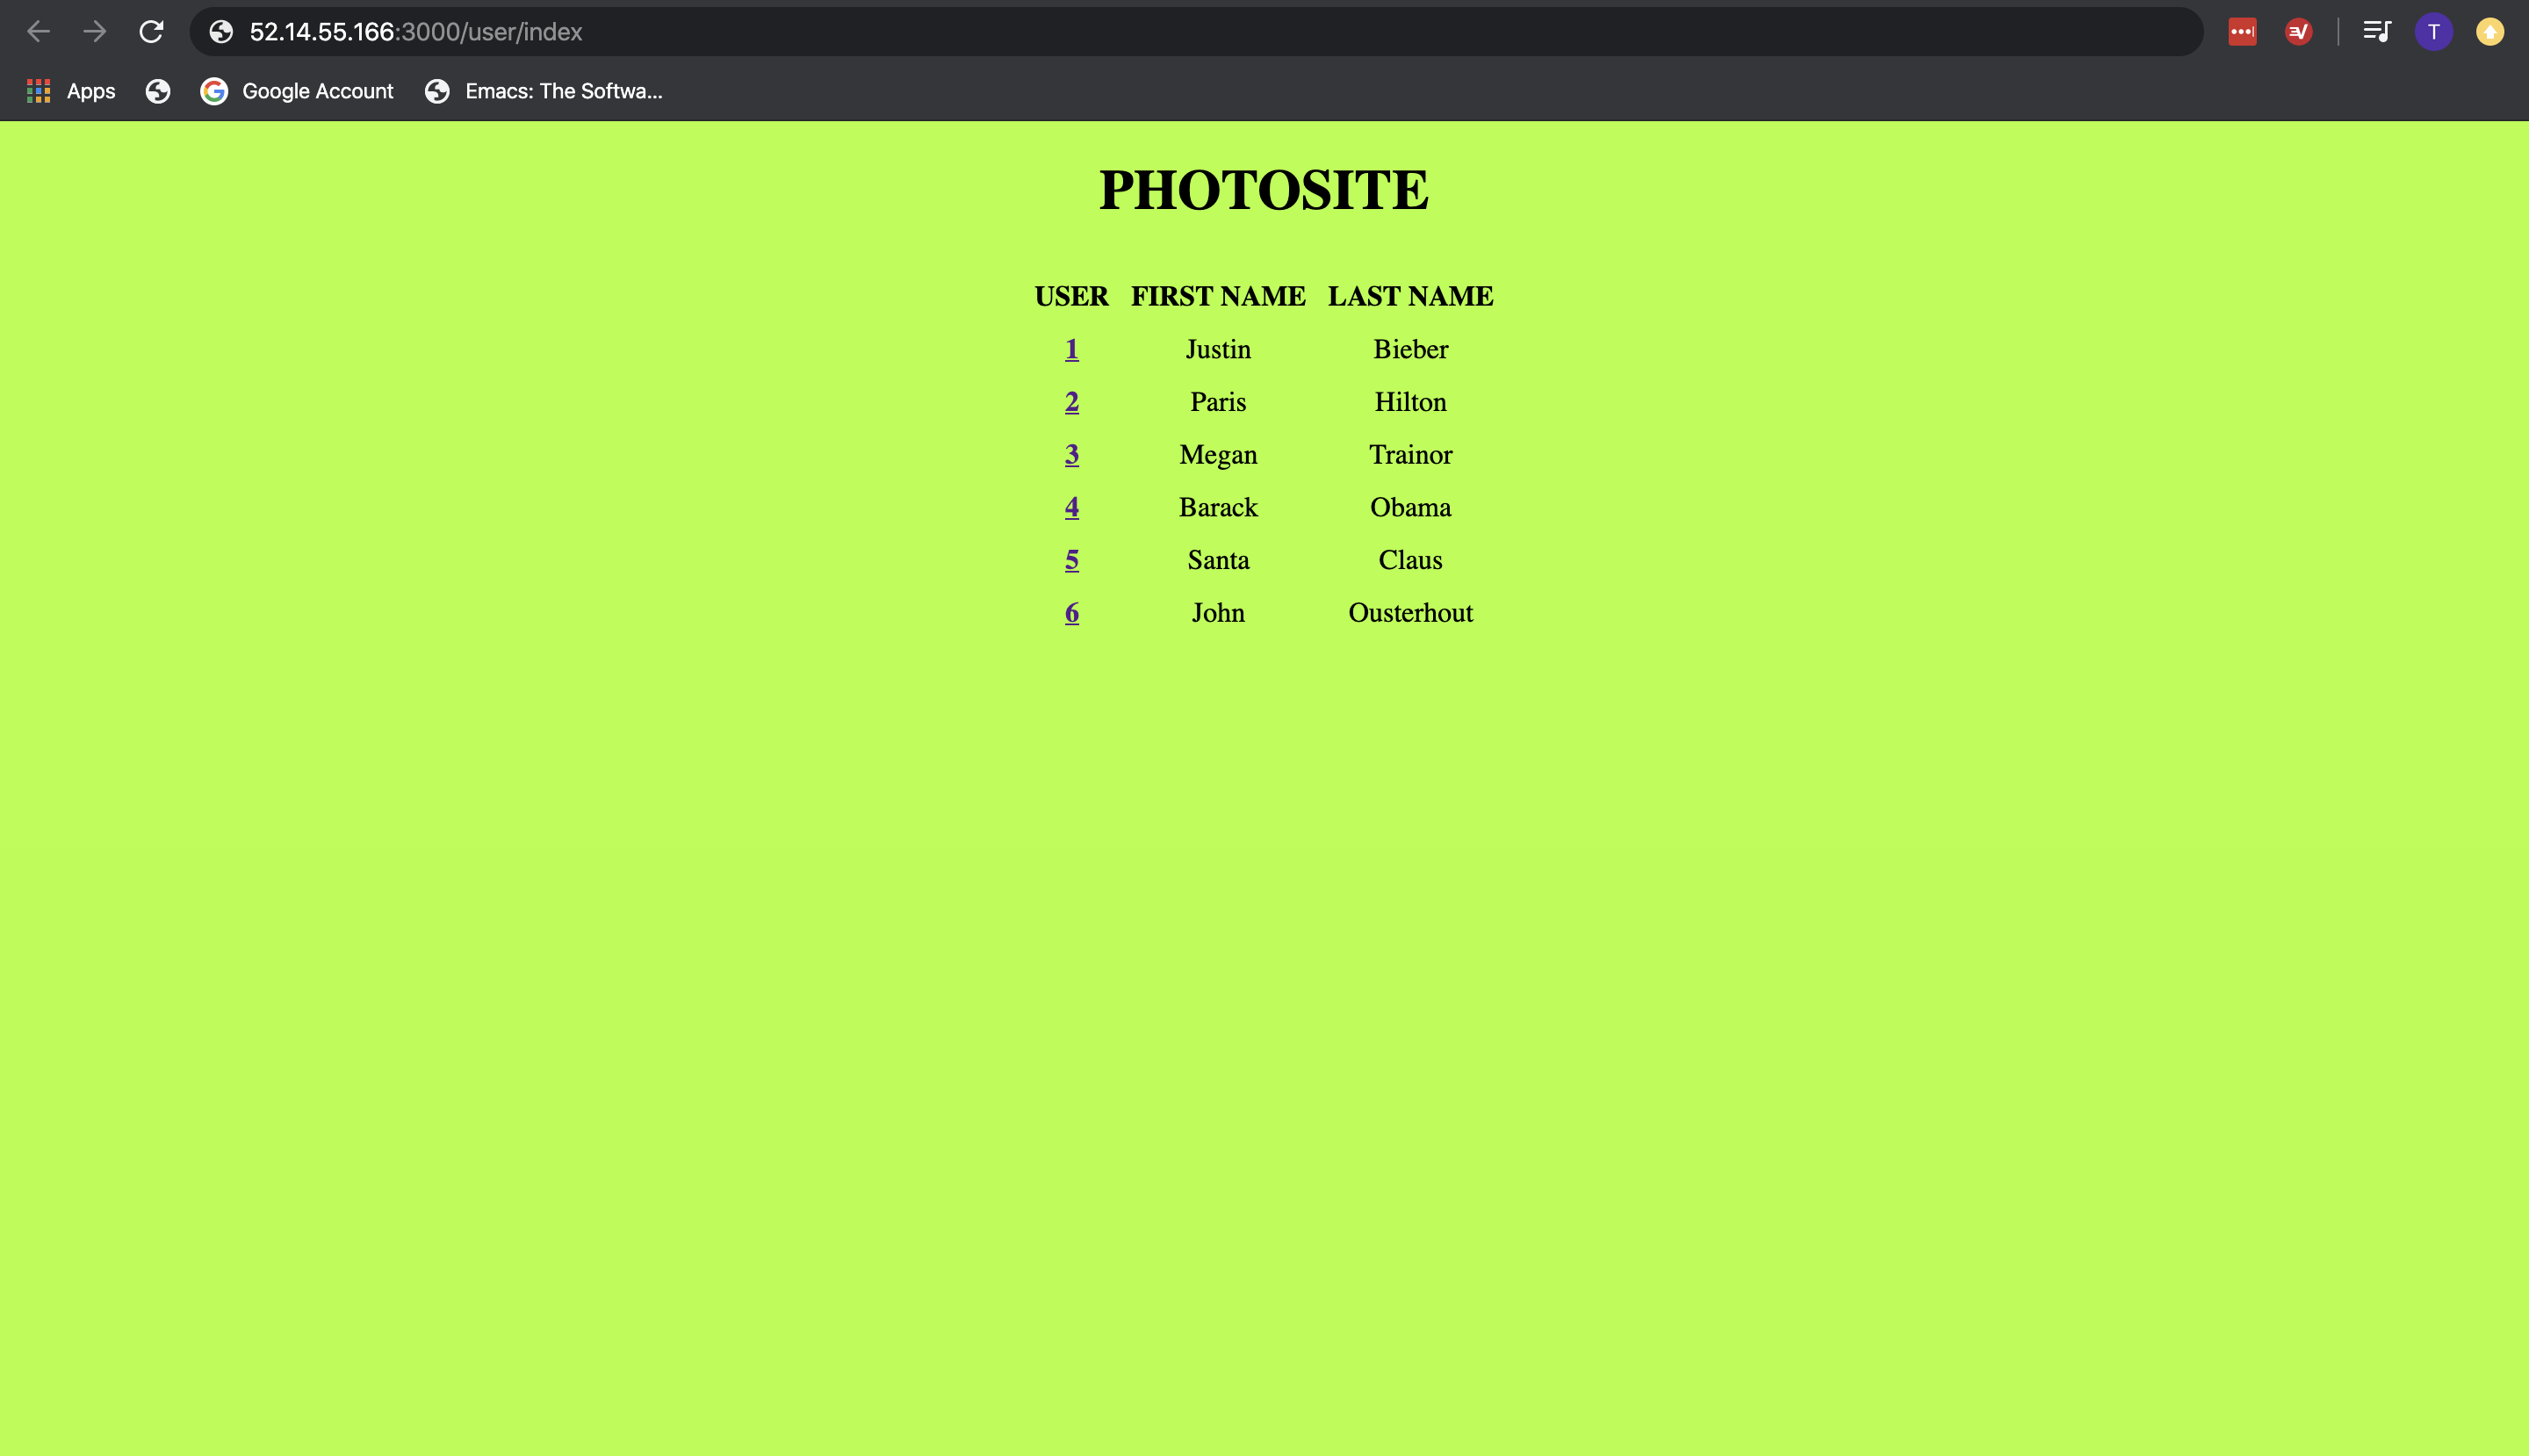 52.14.55.166:3000/user/index
T
Apps Google Account Emacs: The Softwa...
PHOTOSITE
USER FIRST NAME LAST NAME
1 Justin Bieber
2 Paris Hilton
3 Megan Trainor
4 Barack Obama
5 Santa Claus
6 John Ousterhout